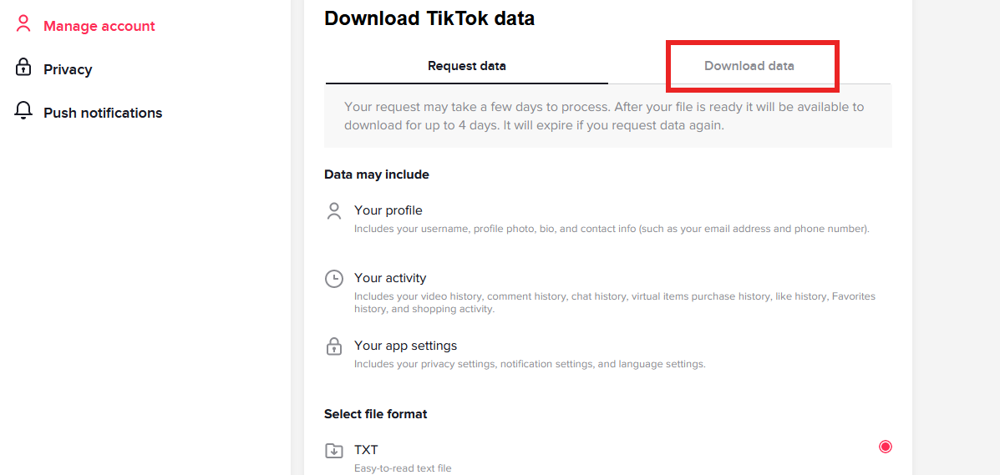 Manage account
Privacy
Push notifications
Download TikTok data
Request data
Download data
Your request may take a few days to process. After your file is ready it will be available to
download for up to 4 days. It will expire if you request data again.
Data may include
Your profile
Includes your username, profile photo, bio, and contact info (such as your email address and phone number).
Your activity
Includes your video history, comment history, chat history, virtual items purchase history, like history, Favorites
history, and shopping activity.
Your app settings
Includes your privacy settings, notification settings, and language settings.
Select file format
TXT
Easy-to-read text file